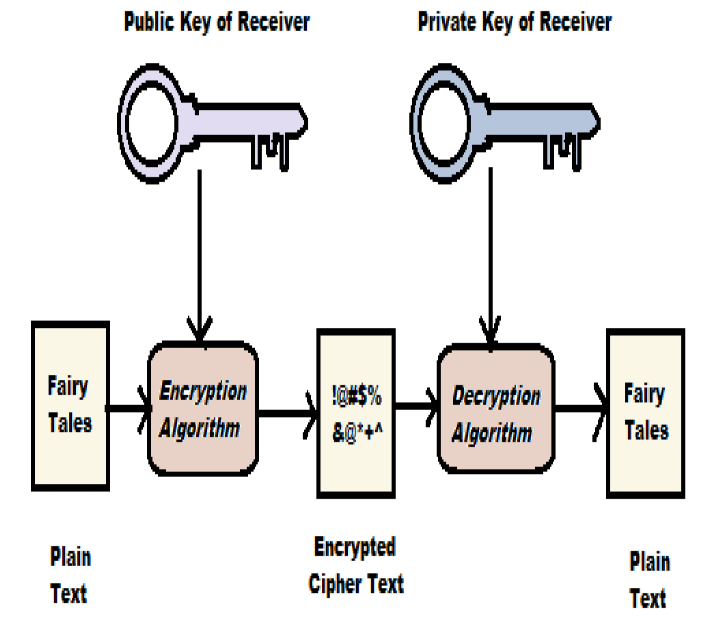 Public Key of Receiver
Private Key of Receiver
Fairy
Tales
Encryption
Algorithm
!@#$%
&@*+^
Decryption
Algorithm
Fairy
Tales
Plain
Text
Encrypted
Cipher Text
Plain
Text